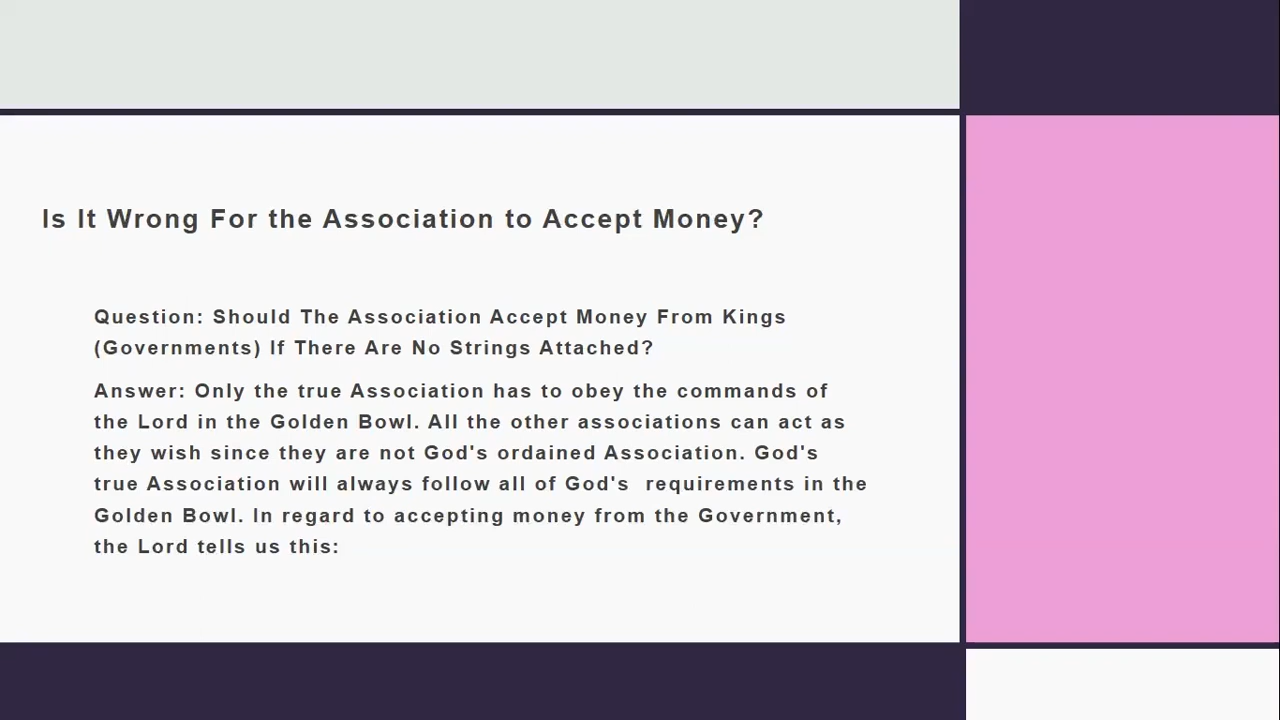 Is It Wrong For the Association to Accept Money?
Question: Should The Association Accept Money From Kings
(Governments) If There Are No Strings Attached?
Answer: Only the true Association has to obey the commands of
the Lord in the Golden Bowl. All the other associations can act as
they wish since they are not God's ordained Association. God's
true Association will always follow all of God's  requirements in the
Golden Bowl. In regard to accepting money from the Government,
the Lord tells us this: